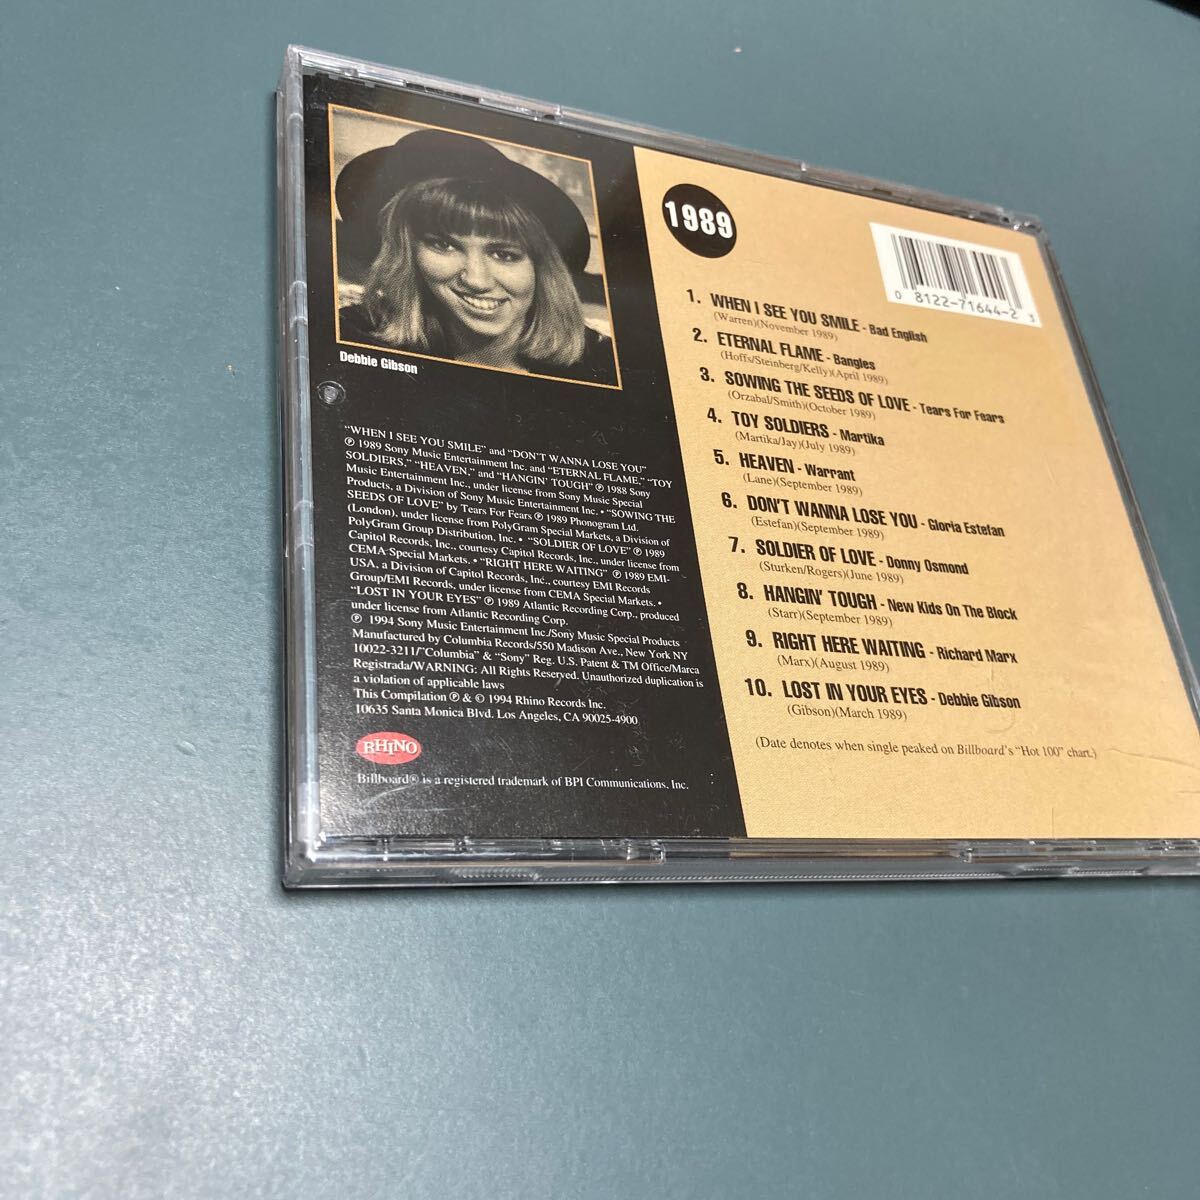 Debbie Gibson
"WHEN I SEE YOU SMILE" and "DON'T WANNA LOSE YOU"
℗ 1989 Sony Music Entertainment Inc. and "ETERNAL FLAME," "TOY
SOLDIERS," "HEAVEN," and "HANGIN' TOUGH" ℗ 1988 Sony
Music Entertainment Inc., under license from Sony Music Special
Products, a Division of Sony Music Entertainment Inc. • "SOWING THE
SEEDS OF LOVE" by Tears For Fears ℗ 1989 Phonogram Ltd.
(London), under license from PolyGram Special Markets, a Division of
PolyGram Group Distribution, Inc. • "SOLDIER OF LOVE" ℗ 1989
Capitol Records, Inc., courtesy Capitol Records, Inc., under license from
CEMA Special Markets. • "RIGHT HERE WAITING" ℗ 1989 EMI-
USA, a Division of Capitol Records, Inc., courtesy EMI Records
Group/EMI Records, under license from CEMA Special Markets. •
"LOST IN YOUR EYES" ℗ 1989 Atlantic Recording Corp., produced
under license from Atlantic Recording Corp.
℗ 1994 Sony Music Entertainment Inc./Sony Music Special Products
Manufactured by Columbia Records/550 Madison Ave., New York NY
10022-3211/"Columbia" & "Sony" Reg. U.S. Patent & TM Office/Marca
Registrada/WARNING: All Rights Reserved. Unauthorized duplication is
a violation of applicable laws
This Compilation ℗ & © 1994 Rhino Records Inc.
10635 Santa Monica Blvd. Los Angeles, CA 90025-4900
RHINO
Billboard® is a registered trademark of BPI Communications, Inc.
1989
0 8122-71644-2 3
1. WHEN I SEE YOU SMILE - Bad English
(Warren)(November 1989)
2. ETERNAL FLAME - Bangles
(Hoffs/Steinberg/Kelly)(April 1989)
3. SOWING THE SEEDS OF LOVE - Tears For Fears
(Orzabal/Smith)(October 1989)
4. TOY SOLDIERS - Martika
(Martika/Jay)(July 1989)
5. HEAVEN - Warrant
(Lane)(September 1989)
6. DON'T WANNA LOSE YOU - Gloria Estefan
(Estefan)(September 1989)
7. SOLDIER OF LOVE - Donny Osmond
(Sturken/Rogers)(June 1989)
8. HANGIN' TOUGH - New Kids On The Block
(Starr)(September 1989)
9. RIGHT HERE WAITING - Richard Marx
(Marx)(August 1989)
10. LOST IN YOUR EYES - Debbie Gibson
(Gibson)(March 1989)
(Date denotes when single peaked on Billboard's "Hot 100" chart.)